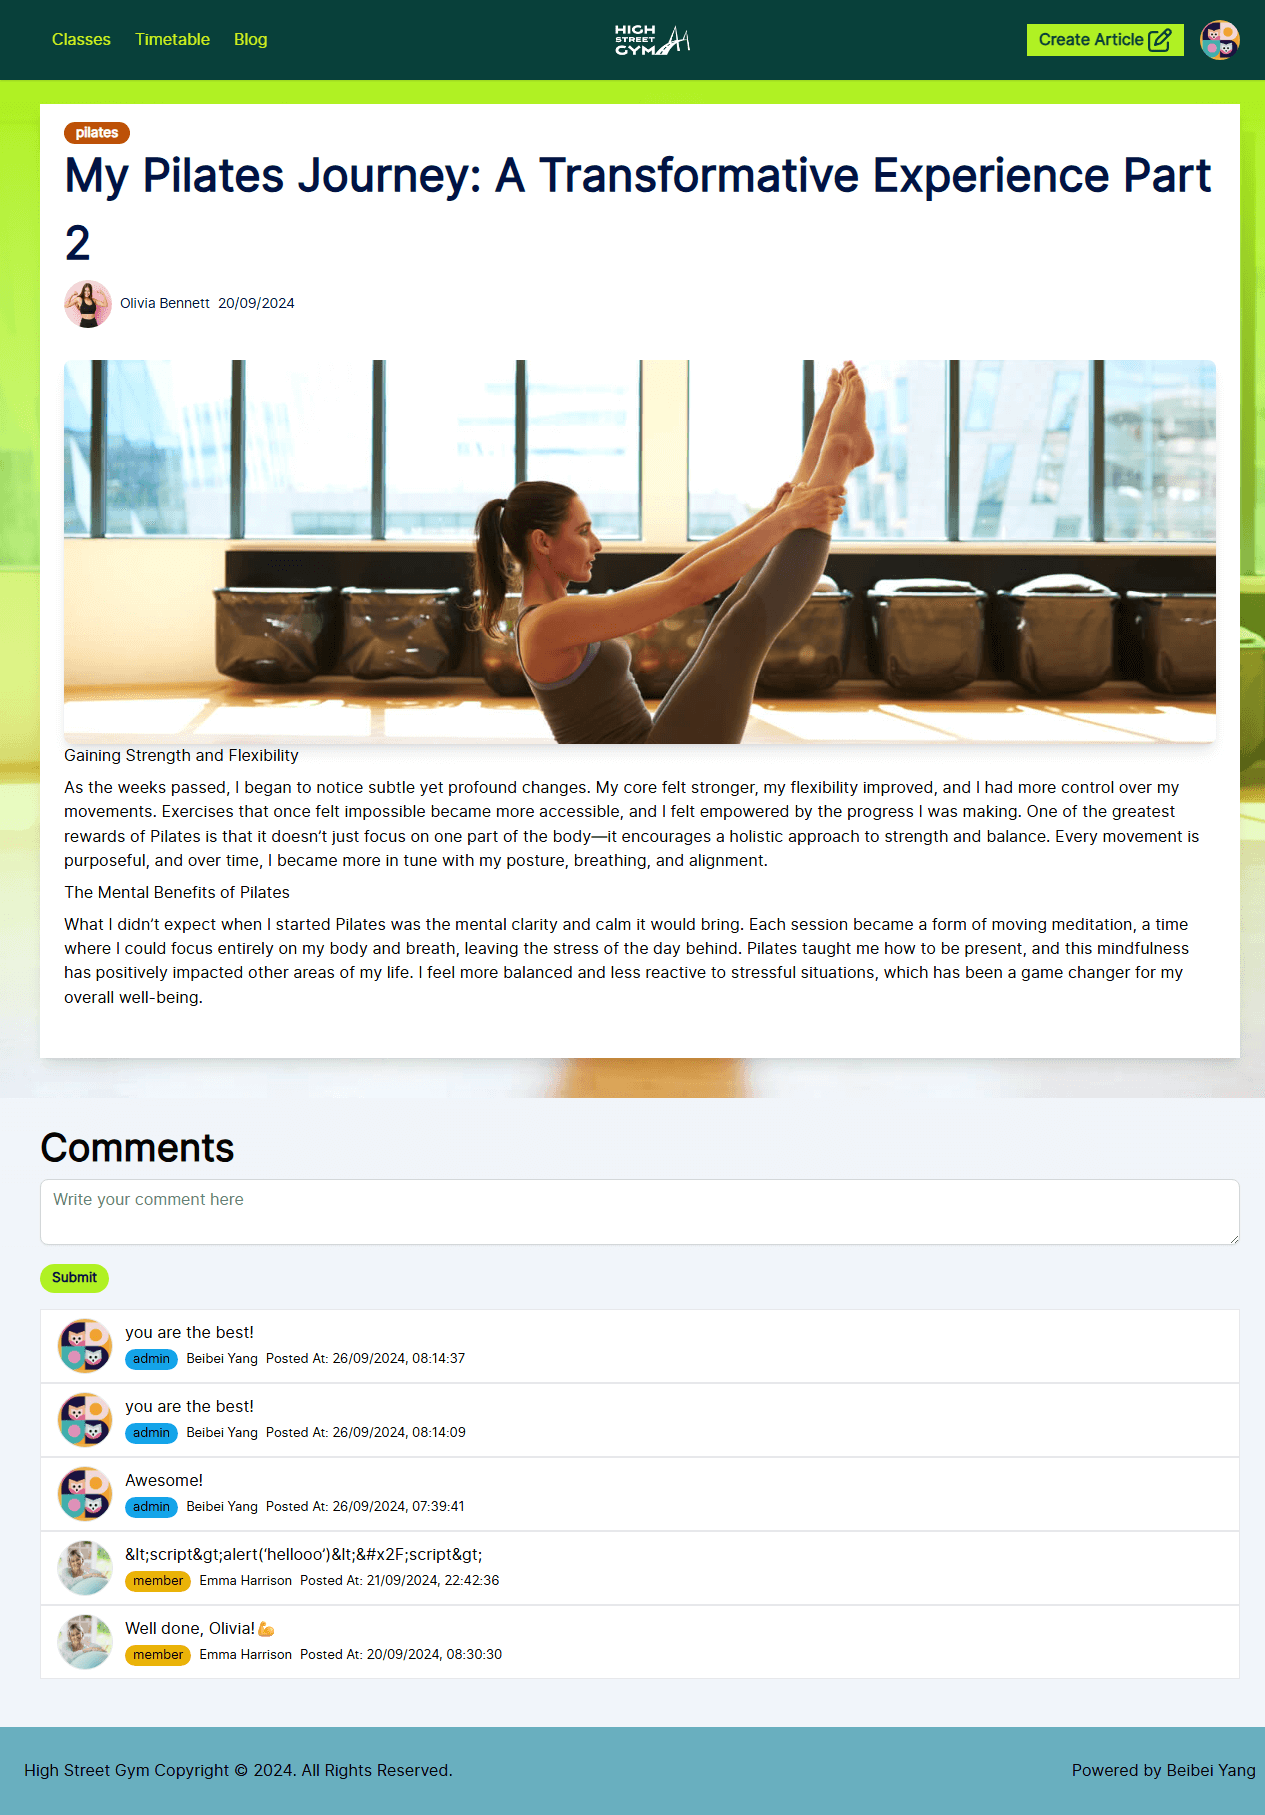 Classes Timetable Blog
HIGH
STREET
GYM
Create Article
pilates
My Pilates Journey: A Transformative Experience Part
2
Olivia Bennett 20/09/2024
Gaining Strength and Flexibility
As the weeks passed, I began to notice subtle yet profound changes. My core felt stronger, my flexibility improved, and I had more control over my
movements. Exercises that once felt impossible became more accessible, and I felt empowered by the progress I was making. One of the greatest
rewards of Pilates is that it doesn’t just focus on one part of the body—it encourages a holistic approach to strength and balance. Every movement is
purposeful, and over time, I became more in tune with my posture, breathing, and alignment.
The Mental Benefits of Pilates
What I didn’t expect when I started Pilates was the mental clarity and calm it would bring. Each session became a form of moving meditation, a time
where I could focus entirely on my body and breath, leaving the stress of the day behind. Pilates taught me how to be present, and this mindfulness
has positively impacted other areas of my life. I feel more balanced and less reactive to stressful situations, which has been a game changer for my
overall well-being.
Comments
Write your comment here
Submit
you are the best!
admin Beibei Yang Posted At: 26/09/2024, 08:14:37
you are the best!
admin Beibei Yang Posted At: 26/09/2024, 08:14:09
Awesome!
admin Beibei Yang Posted At: 26/09/2024, 07:39:41
&lt;script&gt;alert(‘hellooo’)&lt;&#x2F;script&gt;
member Emma Harrison Posted At: 21/09/2024, 22:42:36
Well done, Olivia!💪
member Emma Harrison Posted At: 20/09/2024, 08:30:30
High Street Gym Copyright © 2024. All Rights Reserved.
Powered by Beibei Yang